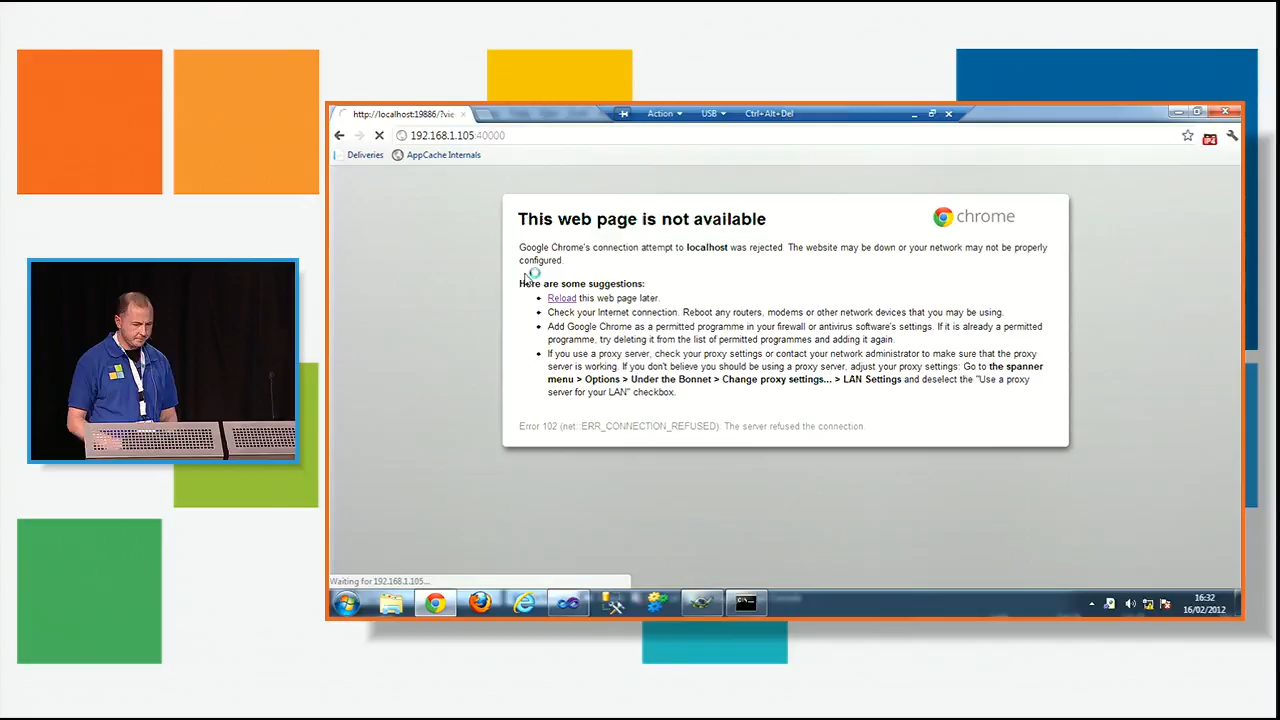 http://localhost:19886/?vie
Action
USB
Ctrl+Alt+Del
192.168.1.105:40000
Deliveries
AppCache Internals
This web page is not available
chrome
Google Chrome's connection attempt to localhost was rejected. The website may be down or your network may not be properly
configured.
Here are some suggestions:
Reload this web page later.
Check your Internet connection. Reboot any routers, modems or other network devices that you may be using.
Add Google Chrome as a permitted programme in your firewall or antivirus software's settings. If it is already a permitted
programme, try deleting it from the list of permitted programmes and adding it again.
If you use a proxy server, check your proxy settings or contact your network administrator to make sure that the proxy
server is working. If you don't believe you should be using a proxy server, adjust your proxy settings: Go to the spanner
menu > Options > Under the Bonnet > Change proxy settings... > LAN Settings and deselect the "Use a proxy
server for your LAN" checkbox.
Error 102 (net::ERR_CONNECTION_REFUSED): The server refused the connection.
Waiting for 192.168.1.105...
16:32
16/02/2012